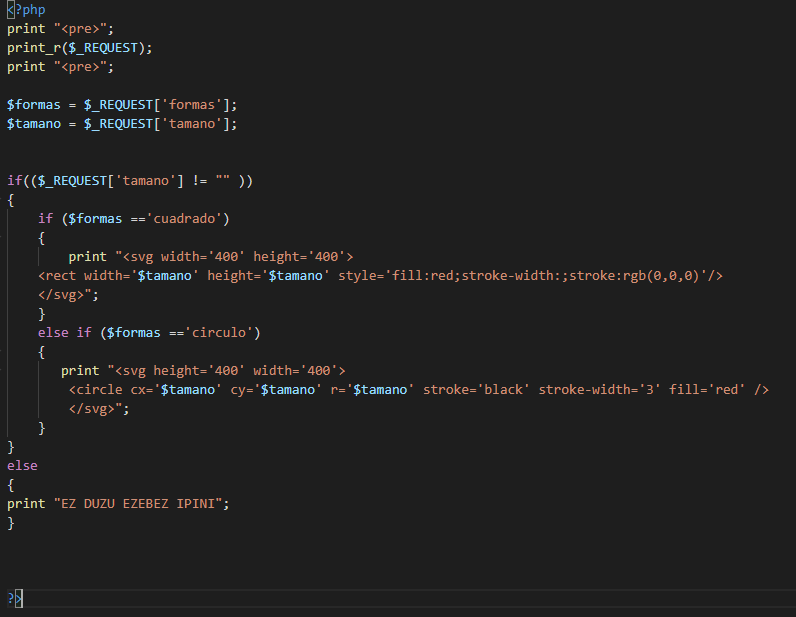 <?php
print "<pre>";
print_r($_REQUEST);
print "<pre>";
$formas = $_REQUEST['formas'];
$tamano = $_REQUEST['tamano'];
if(($_REQUEST['tamano'] != "" ))
{
if ($formas =='cuadrado')
{
print "<svg width='400' height='400'>
<rect width='$tamano' height='$tamano' style='fill:red;stroke-width:;stroke:rgb(0,0,0)'/>
</svg>";
}
else if ($formas =='circulo')
{
print "<svg height='400' width='400'>
<circle cx='$tamano' cy='$tamano' r='$tamano' stroke='black' stroke-width='3' fill='red' />
</svg>";
}
}
else
{
print "EZ DUZU EZEBEZ IPINI";
}
?>